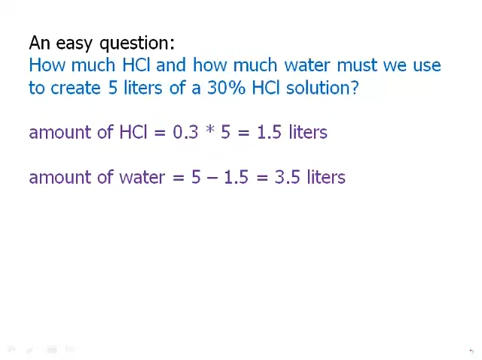 An easy question:
How much HCl and how much water must we use
to create 5 liters of a 30% HCl solution?
amount of HCl = 0.3 * 5 = 1.5 liters
amount of water = 5 – 1.5 = 3.5 liters